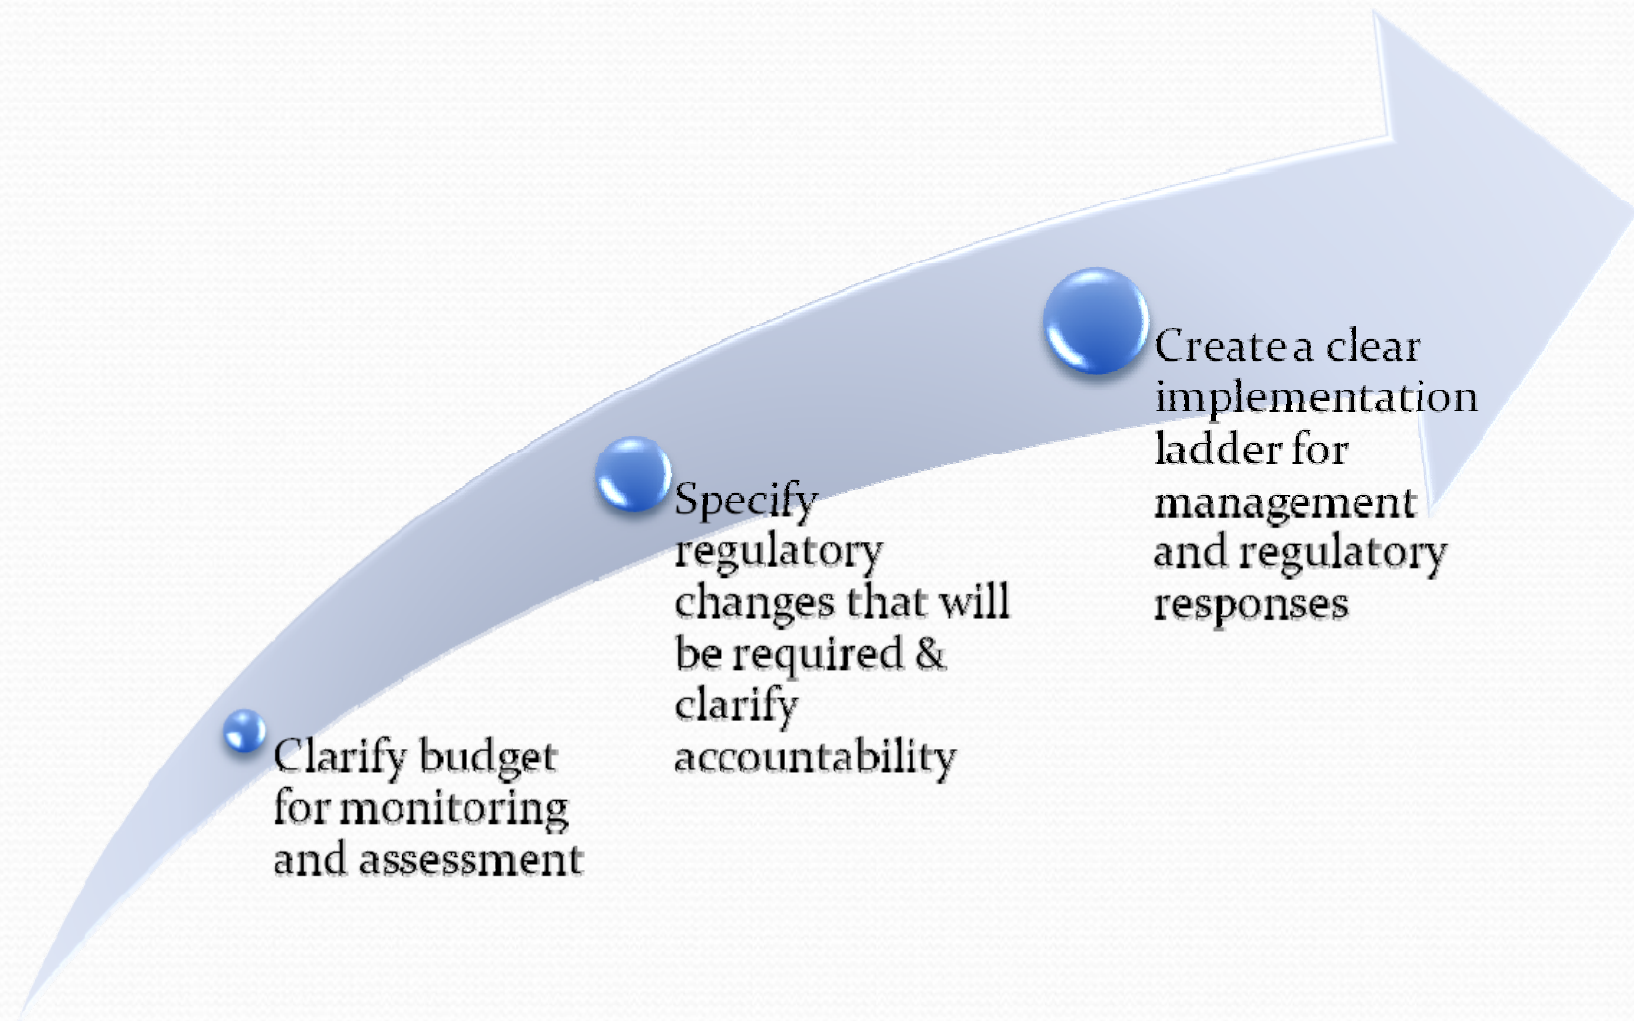 Clarify budget
for monitoring
and assessment
Specify
regulatory
changes that will
be required &
clarify
accountability
Create a clear
implementation
ladder for
management
and regulatory
responses